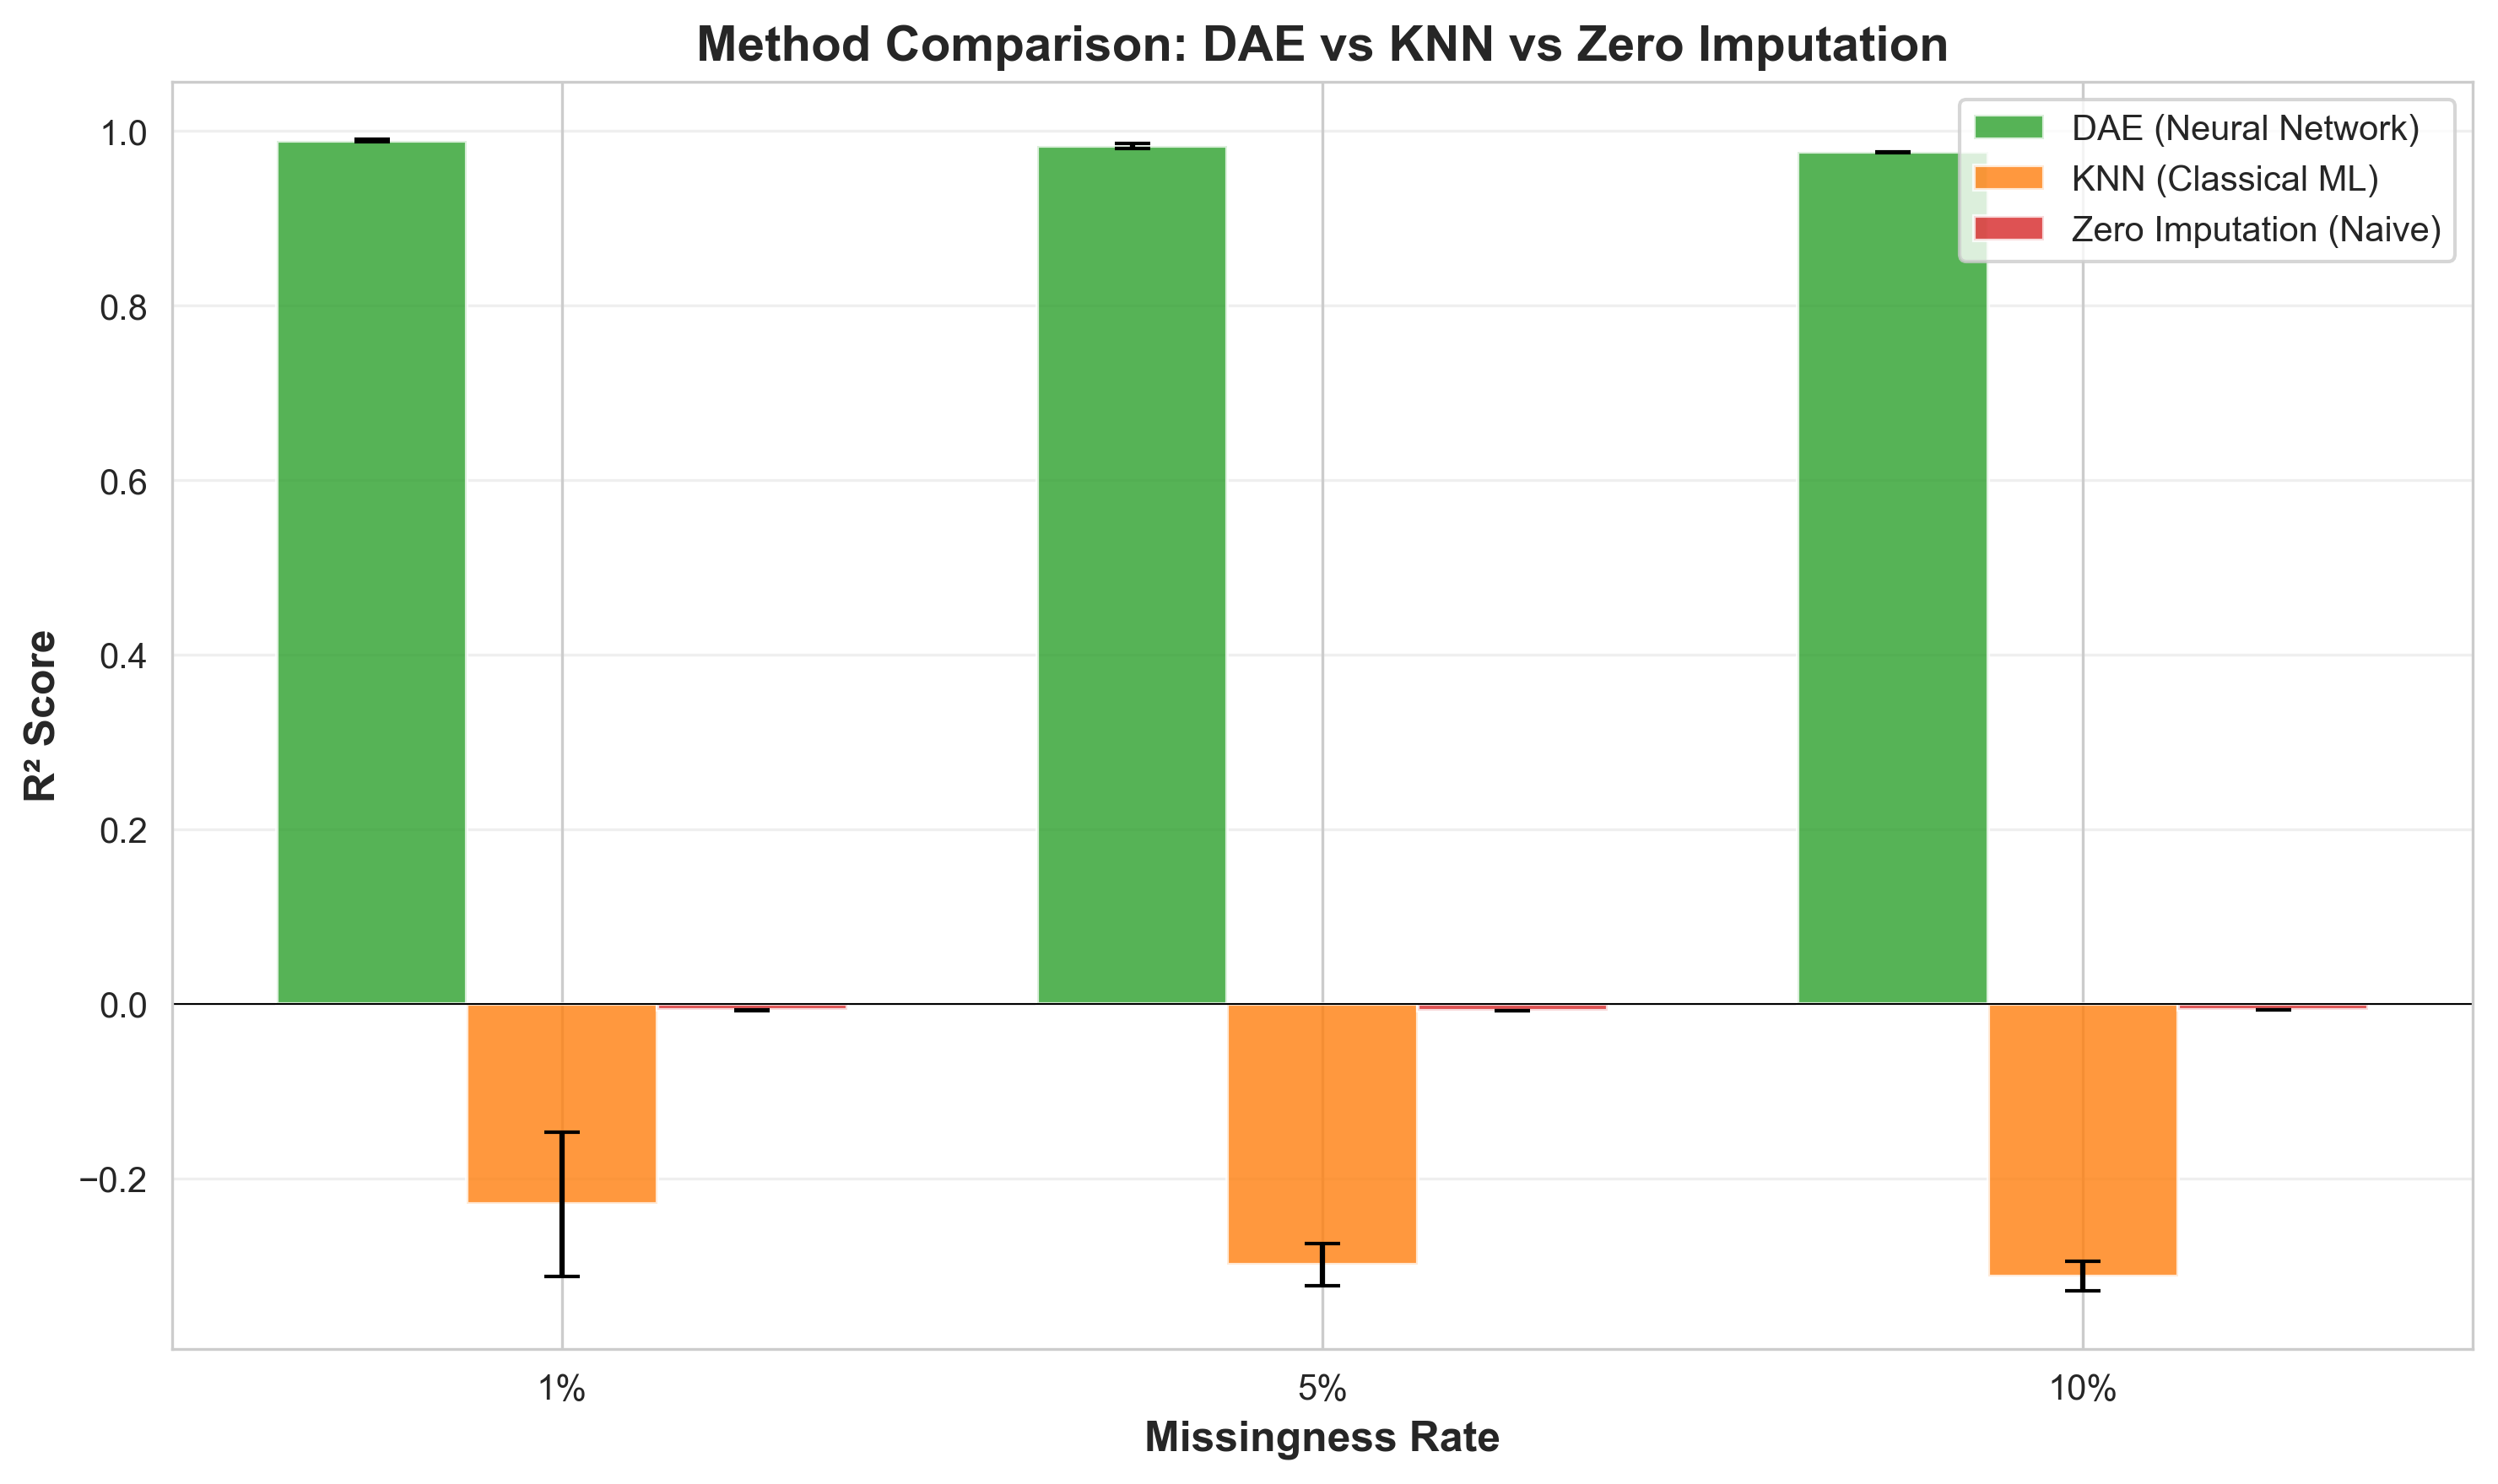 Method Comparison: DAE vs KNN vs Zero Imputation
DAE (Neural Network)
KNN (Classical ML)
Zero Imputation (Naive)
R² Score
1.0
0.8
0.6
0.4
0.2
0.0
−0.2
1%
5%
10%
Missingness Rate